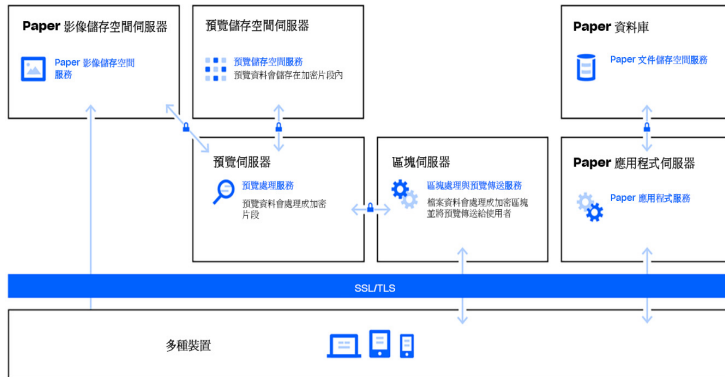 Paper 影像儲存空間伺服器
Paper 影像儲存空間
服務
預覽儲存空間伺服器
預覽儲存空間服務
預覽資料會儲存在加密片段內
Paper 資料庫
Paper 文件儲存空間服務
預覽伺服器
預覽處理服務
預覽資料會處理成加密
片段
區塊伺服器
區塊處理與預覽傳送服務
檔案資料會處理成加密區塊
並將預覽傳送給使用者
Paper 應用程式伺服器
Paper 應用程式服務
SSL/TLS
多種裝置